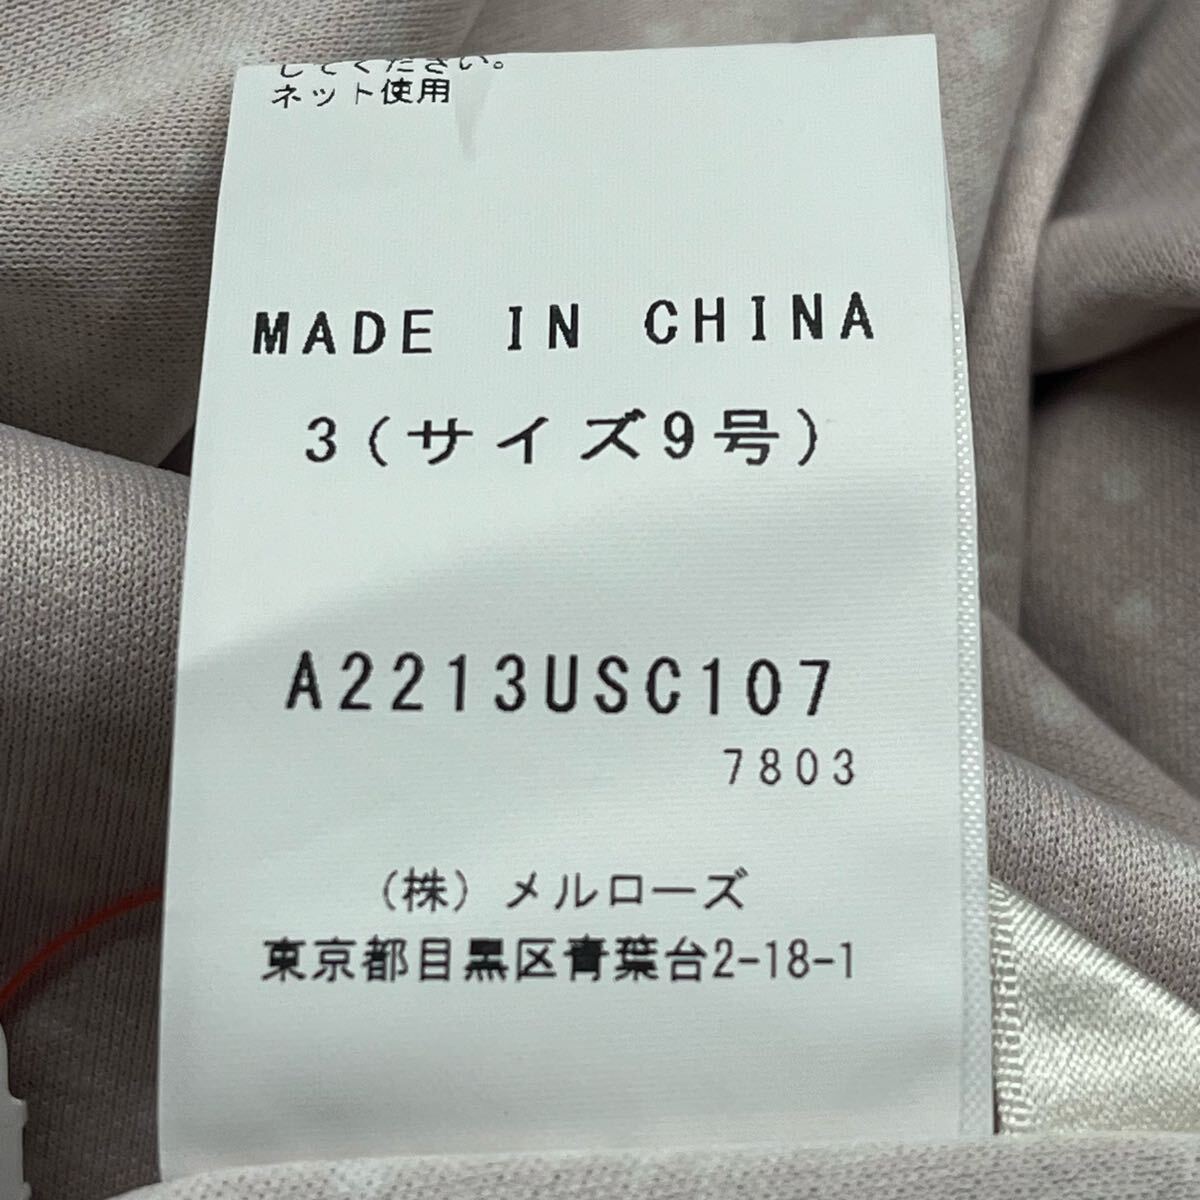 してください。
ネット使用
MADE IN CHINA
3(サイズ9号)
A2213USC107
7803
(株)メルローズ
東京都目黒区青葉台2-18-1